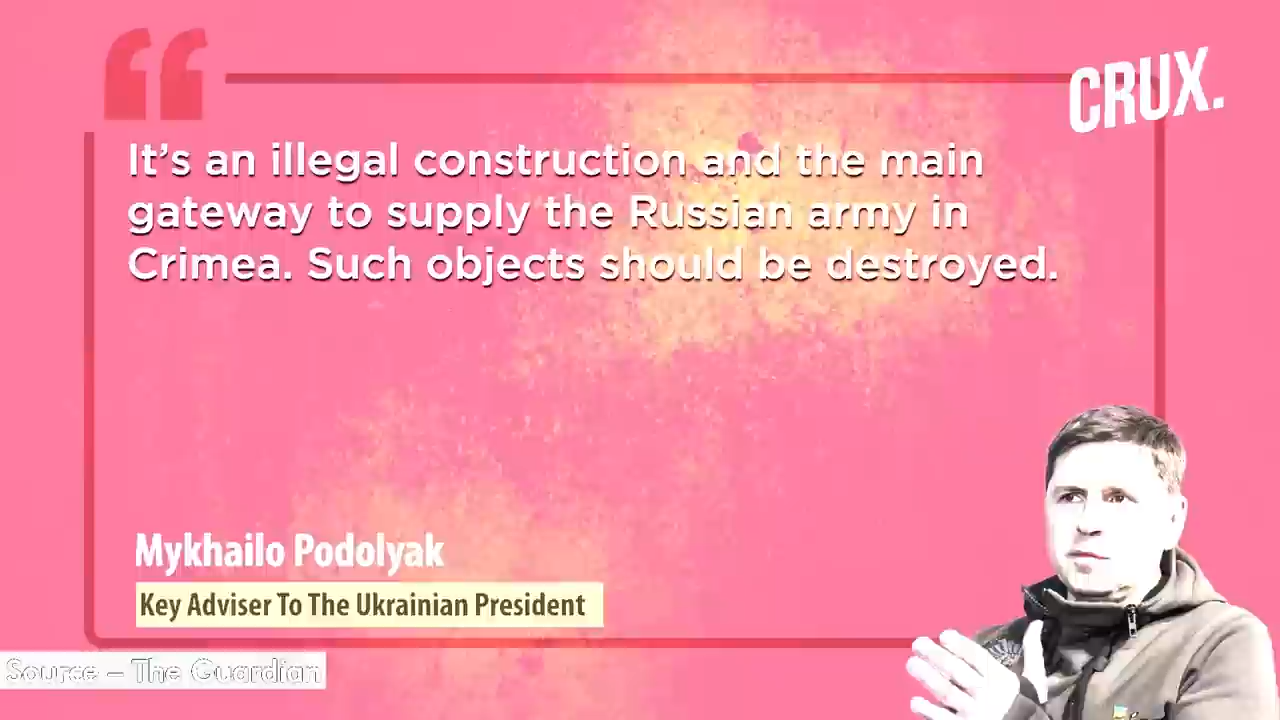 CRUX.
It's an illegal construction and the main
gateway to supply the Russian army in
Crimea. Such objects should be destroyed.
Mykhailo Podolyak
Key Adviser To The Ukrainian President
Source – The Guardian